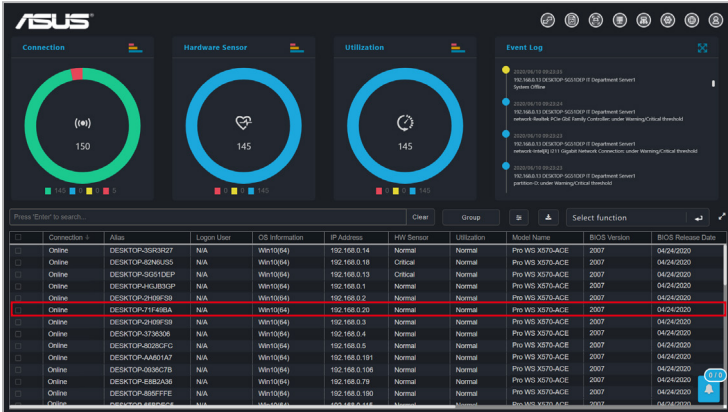 ASUS
Connection
Hardware Sensor
Utilization
Event Log
150
145
145
145 0 0 5
0 0 145
0 0 145
2020/06/10 09:23:25
192.168.0.13 DESKTOP-SG51DEP IT Department Server1
System Offline
2020/06/10 09:23:24
192.168.0.13 DESKTOP-SG51DEP IT Department Server1
network-Realtek PCIe GbE Family Controller: under Warning/Critical threshold
2020/06/10 09:23:23
192.168.0.13 DESKTOP-SG51DEP IT Department Server1
network-Intel(R) I211 Gigabit Network Connection: under Warning/Critical threshold
2020/06/10 09:23:23
192.168.0.13 DESKTOP-SG51DEP IT Department Server1
partition-D: under Warning/Critical threshold
Press 'Enter' to search... Clear Group Select function
Connection Alias Logon User OS Information IP Address HW Sensor Utilization Model Name BIOS Version BIOS Release Date
Online DESKTOP-3SR3R27 N/A Win10(64) 192.168.0.14 Normal Normal Pro WS X570-ACE 2007 04/24/2020
Online DESKTOP-82N6US5 N/A Win10(64) 192.168.0.18 Critical Normal Pro WS X570-ACE 2007 04/24/2020
Online DESKTOP-SG51DEP N/A Win10(64) 192.168.0.13 Critical Normal Pro WS X570-ACE 2007 04/24/2020
Online DESKTOP-HGJB3GP N/A Win10(64) 192.168.0.1 Normal Normal Pro WS X570-ACE 2007 04/24/2020
Online DESKTOP-2H09FS9 N/A Win10(64) 192.168.0.2 Normal Normal Pro WS X570-ACE 2007 04/24/2020
Online DESKTOP-71F49BA N/A Win10(64) 192.168.0.20 Normal Normal Pro WS X570-ACE 2007 04/24/2020
Online DESKTOP-2H09FS9 N/A Win10(64) 192.168.0.3 Normal Normal Pro WS X570-ACE 2007 04/24/2020
Online DESKTOP-3736306 N/A Win10(64) 192.168.0.4 Normal Normal Pro WS X570-ACE 2007 04/24/2020
Online DESKTOP-8028CFC N/A Win10(64) 192.168.0.5 Normal Normal Pro WS X570-ACE 2007 04/24/2020
Online DESKTOP-AA801A7 N/A Win10(64) 192.168.0.191 Normal Normal Pro WS X570-ACE 2007 04/24/2020
Online DESKTOP-0936C7B N/A Win10(64) 192.168.0.106 Normal Normal Pro WS X570-ACE 2007 04/24/2020
Online DESKTOP-E8B2A36 N/A Win10(64) 192.168.0.79 Normal Normal Pro WS X570-ACE 2007 04/24/2020
Online DESKTOP-895FFFE N/A Win10(64) 192.168.0.190 Normal Normal Pro WS X570-ACE 2007 04/24/2020
0/0